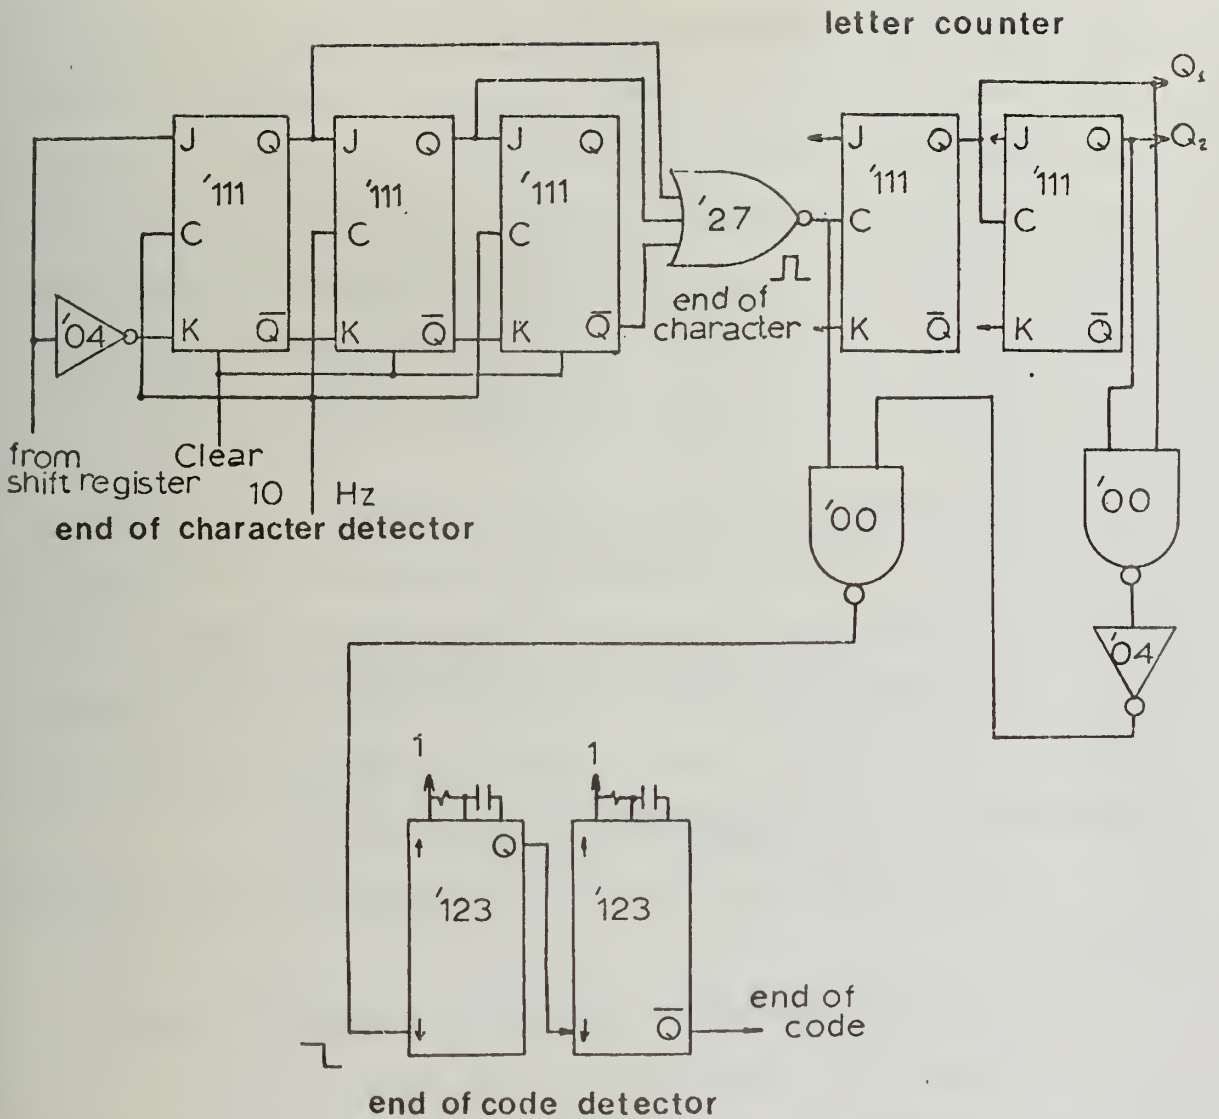 letter counter
Q1
J Q J Q J Q J Q J Q Q2
'111 '111 '111 '27 '111 '111
C C C C C
end of
character
'04 K Q̅ K Q̅ K Q̅ K Q̅ K Q̅
from
shift register
Clear
10 Hz
end of character detector
'00 '00
'04
1 1
↑ Q ↑
'123 '123
↓ ↓ Q̅
end of
code
end of code detector